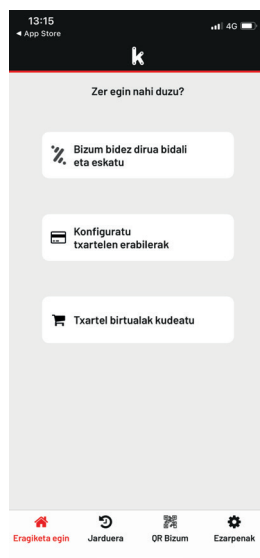 13:15
4G
◀ App Store
k
Zer egin nahi duzu?
Bizum bidez dirua bidali
eta eskatu
Konfiguratu
txartelen erabilerak
Txartel birtualak kudeatu
Eragiketa egin
Jarduera
QR Bizum
Ezarpenak